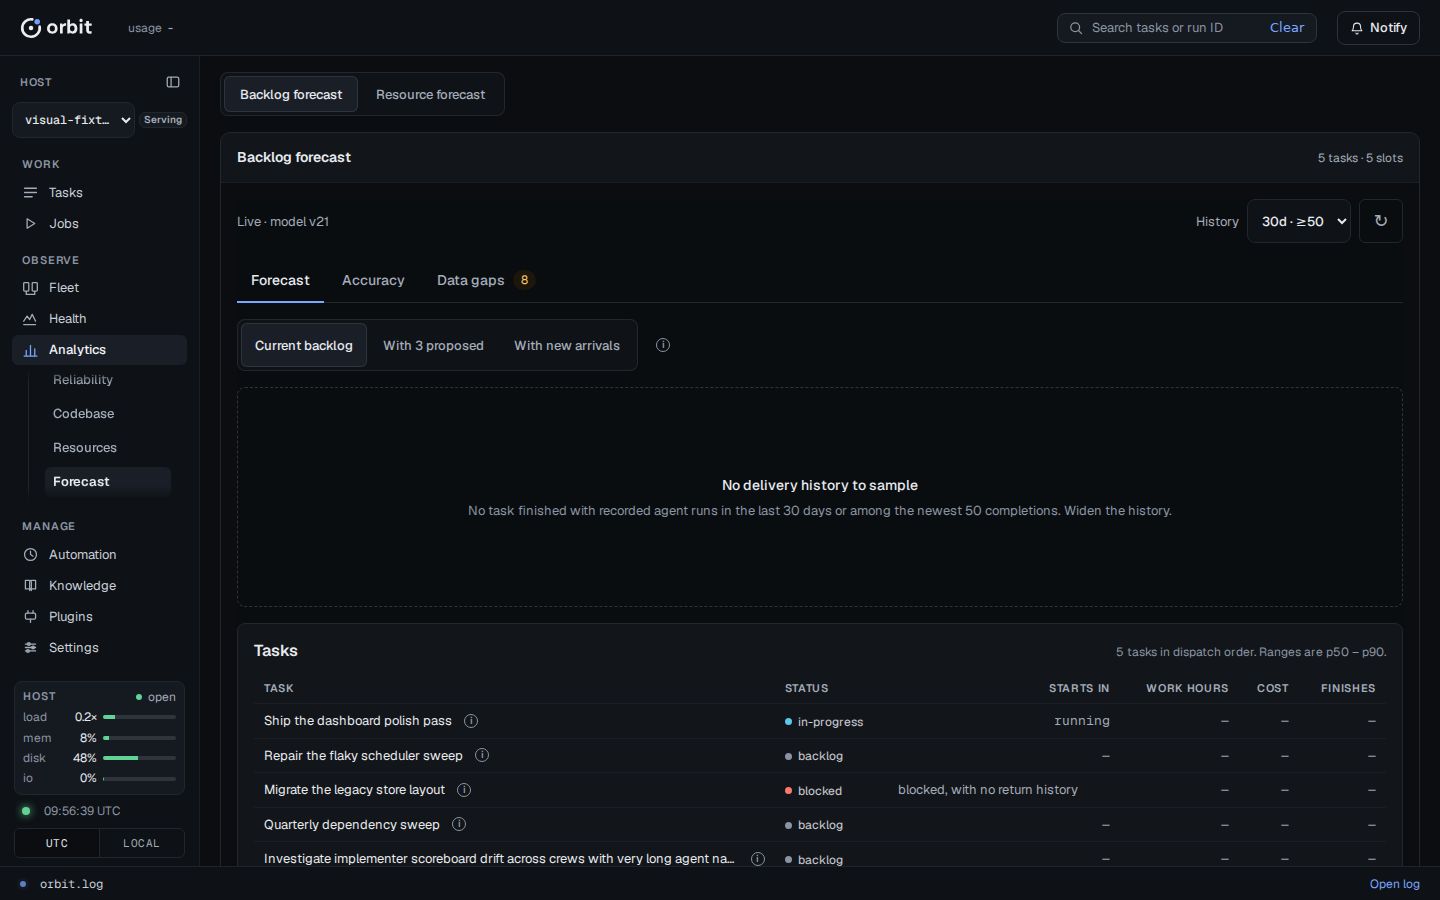 orbit
usage -
Search tasks or run ID
Clear
Notify
HOST
visual-fixt...
Serving
WORK
Tasks
Jobs
OBSERVE
Fleet
Health
Analytics
Reliability
Codebase
Resources
Forecast
MANAGE
Automation
Knowledge
Plugins
Settings
HOST open
load 0.2×
mem 8%
disk 48%
io 0%
09:56:39 UTC
UTC LOCAL
Backlog forecast Resource forecast
Backlog forecast
5 tasks · 5 slots
Live · model v21
History 30d · ≥50 ↻
Forecast Accuracy Data gaps 8
Current backlog With 3 proposed With new arrivals
No delivery history to sample
No task finished with recorded agent runs in the last 30 days or among the newest 50 completions. Widen the history.
Tasks
5 tasks in dispatch order. Ranges are p50 – p90.
TASK STATUS STARTS IN WORK HOURS COST FINISHES
Ship the dashboard polish pass in-progress running – – –
Repair the flaky scheduler sweep backlog – – – –
Migrate the legacy store layout blocked blocked, with no return history – – –
Quarterly dependency sweep backlog – – – –
Investigate implementer scoreboard drift across crews with very long agent na... backlog – – – –
orbit.log
Open log